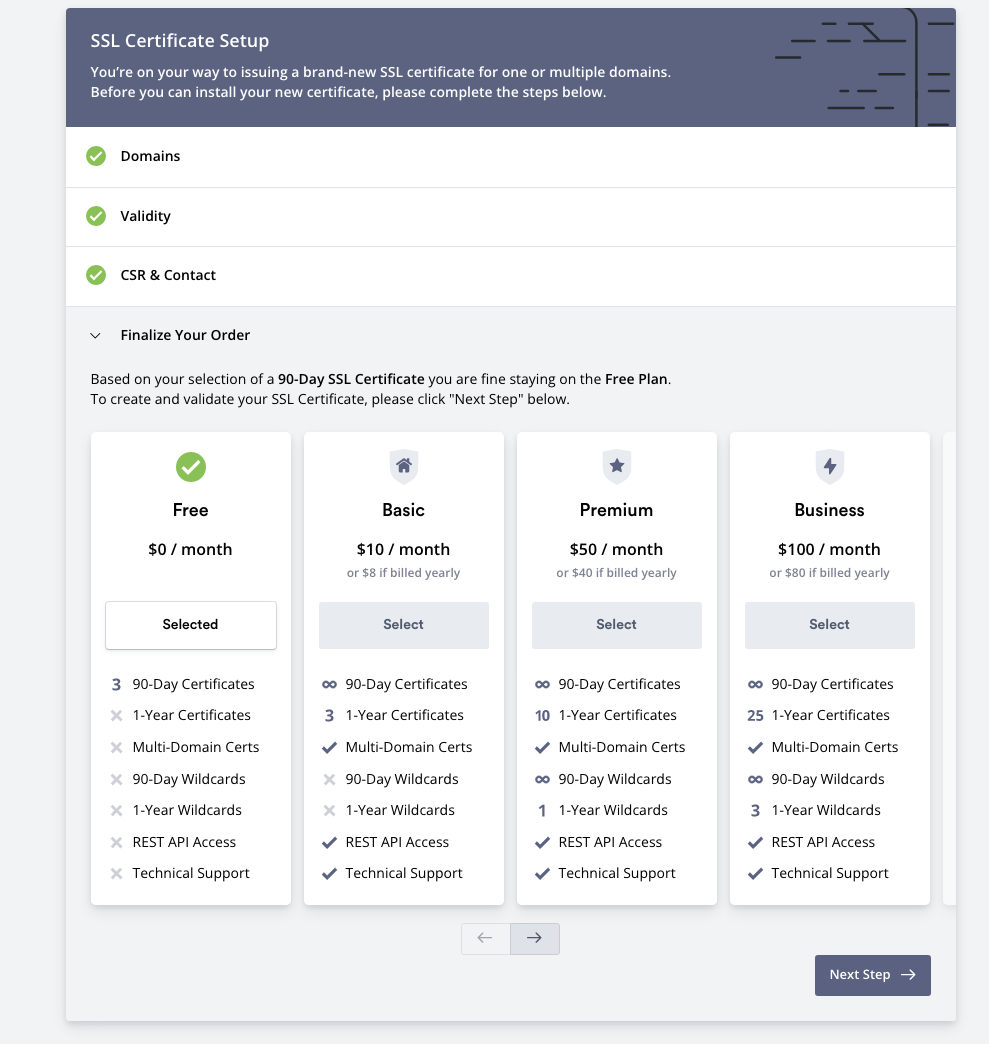 SSL Certificate Setup
You're on your way to issuing a brand-new SSL certificate for one or multiple domains.
Before you can install your new certificate, please complete the steps below.
Domains
Validity
CSR & Contact
Finalize Your Order
Based on your selection of a 90-Day SSL Certificate you are fine staying on the Free Plan.
To create and validate your SSL Certificate, please click "Next Step" below.
Free
$0 / month
Selected
3 90-Day Certificates
1-Year Certificates
Multi-Domain Certs
90-Day Wildcards
1-Year Wildcards
REST API Access
Technical Support
Basic
$10 / month
or $8 if billed yearly
Select
∞ 90-Day Certificates
3 1-Year Certificates
Multi-Domain Certs
90-Day Wildcards
1-Year Wildcards
REST API Access
Technical Support
Premium
$50 / month
or $40 if billed yearly
Select
∞ 90-Day Certificates
10 1-Year Certificates
Multi-Domain Certs
∞ 90-Day Wildcards
1 1-Year Wildcards
REST API Access
Technical Support
Business
$100 / month
or $80 if billed yearly
Select
∞ 90-Day Certificates
25 1-Year Certificates
Multi-Domain Certs
∞ 90-Day Wildcards
3 1-Year Wildcards
REST API Access
Technical Support
Next Step →